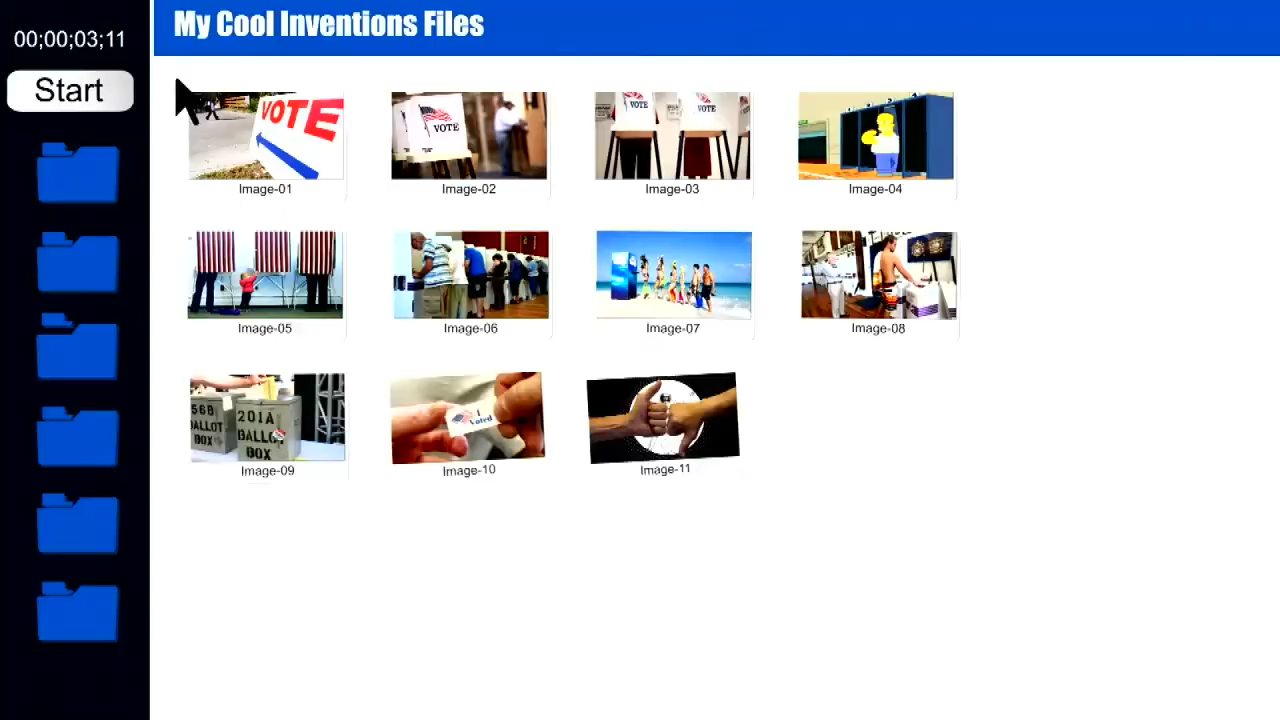 My Cool Inventions Files
00;00;03;11
Start
VOTE
VOTE
VOTE
VOTE
Image-01
Image-02
Image-03
Image-04
Image-05
Image-06
Image-07
Image-08
56B
BALLOT
BOX
201A
BALLOT
BOX
I
Voted
Image-09
Image-10
Image-11